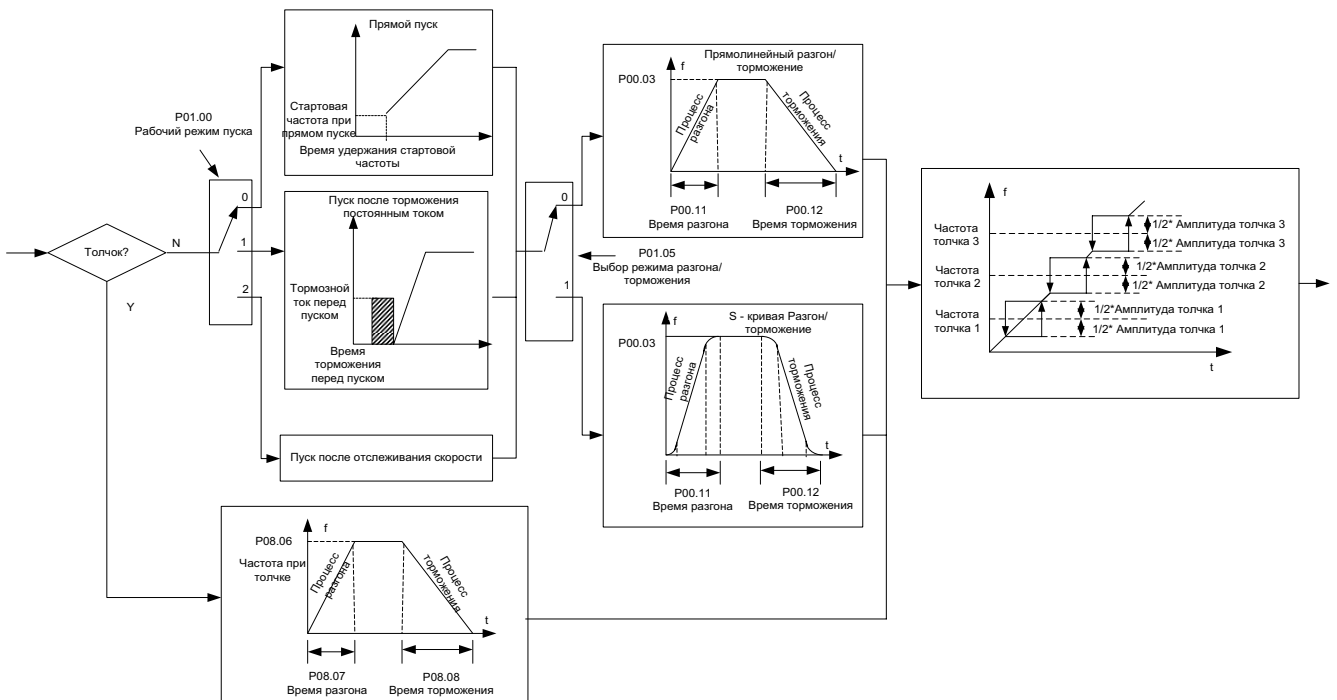 Толчок?
N
Y
P01.00
Рабочий режим пуска
0
1
2
Прямой пуск
Стартовая
частота при
прямом пуске
Время удержания стартовой
частоты
Пуск после торможения
постоянным током
Тормозной
ток перед
пуском
Время
торможения
перед пуском
Пуск после отслеживания скорости
0
1
P01.05
Выбор режима разгона/
торможения
Прямолинейный разгон/
торможение
f
P00.03
Процесс
разгона
Процесс
торможения
t
P00.11
Время разгона
P00.12
Время торможения
S - кривая Разгон/
торможение
f
P00.03
Процесс
разгона
Процесс
торможения
t
P00.11
Время разгона
P00.12
Время торможения
f
P08.06
Частота при
толчке
Процесс
разгона
Процесс
торможения
t
P08.07
Время разгона
P08.08
Время торможения
f
Частота
толчка 3
1/2* Амплитуда толчка 3
1/2* Амплитуда толчка 3
Частота
толчка 2
1/2*Амплитуда толчка 2
1/2* Амплитуда толчка 2
Частота
толчка 1
1/2*Амплитуда толчка 1
1/2* Амплитуда толчка 1
t